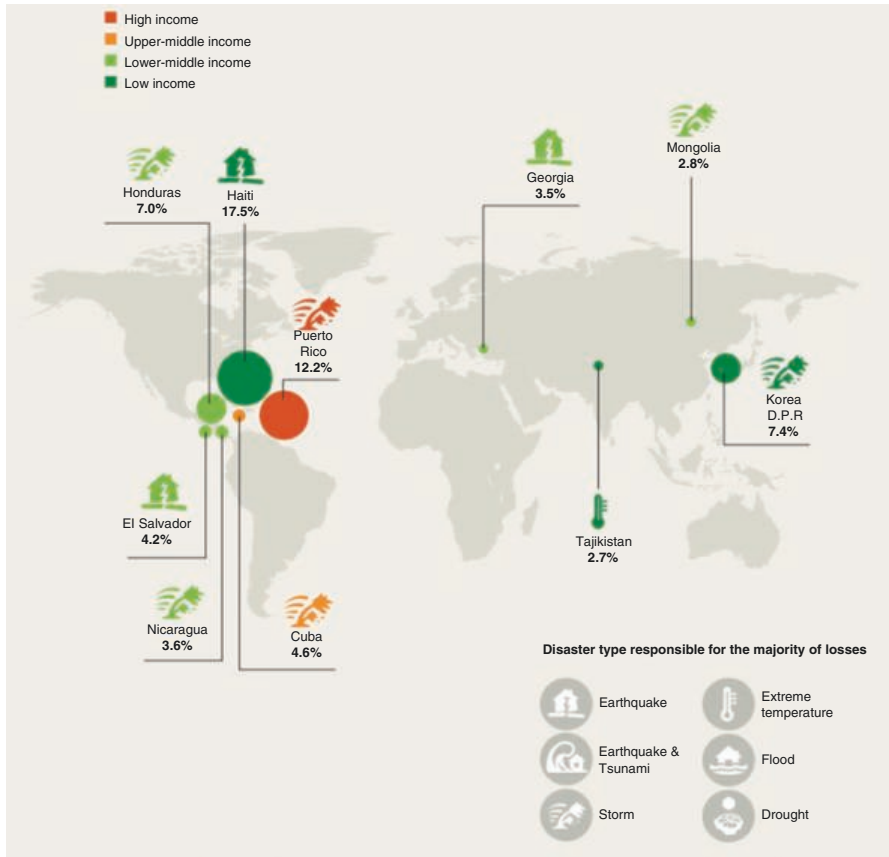 High income
Upper-middle income
Lower-middle income
Low income
Mongolia
2.8%
Georgia
3.5%
Honduras
7.0%
Haiti
17.5%
Puerto
Rico
12.2%
Korea
D.P.R
7.4%
El Salvador
4.2%
Tajikistan
2.7%
Nicaragua
3.6%
Cuba
4.6%
Disaster type responsible for the majority of losses
Earthquake
Extreme
temperature
Earthquake &
Tsunami
Flood
Storm
Drought